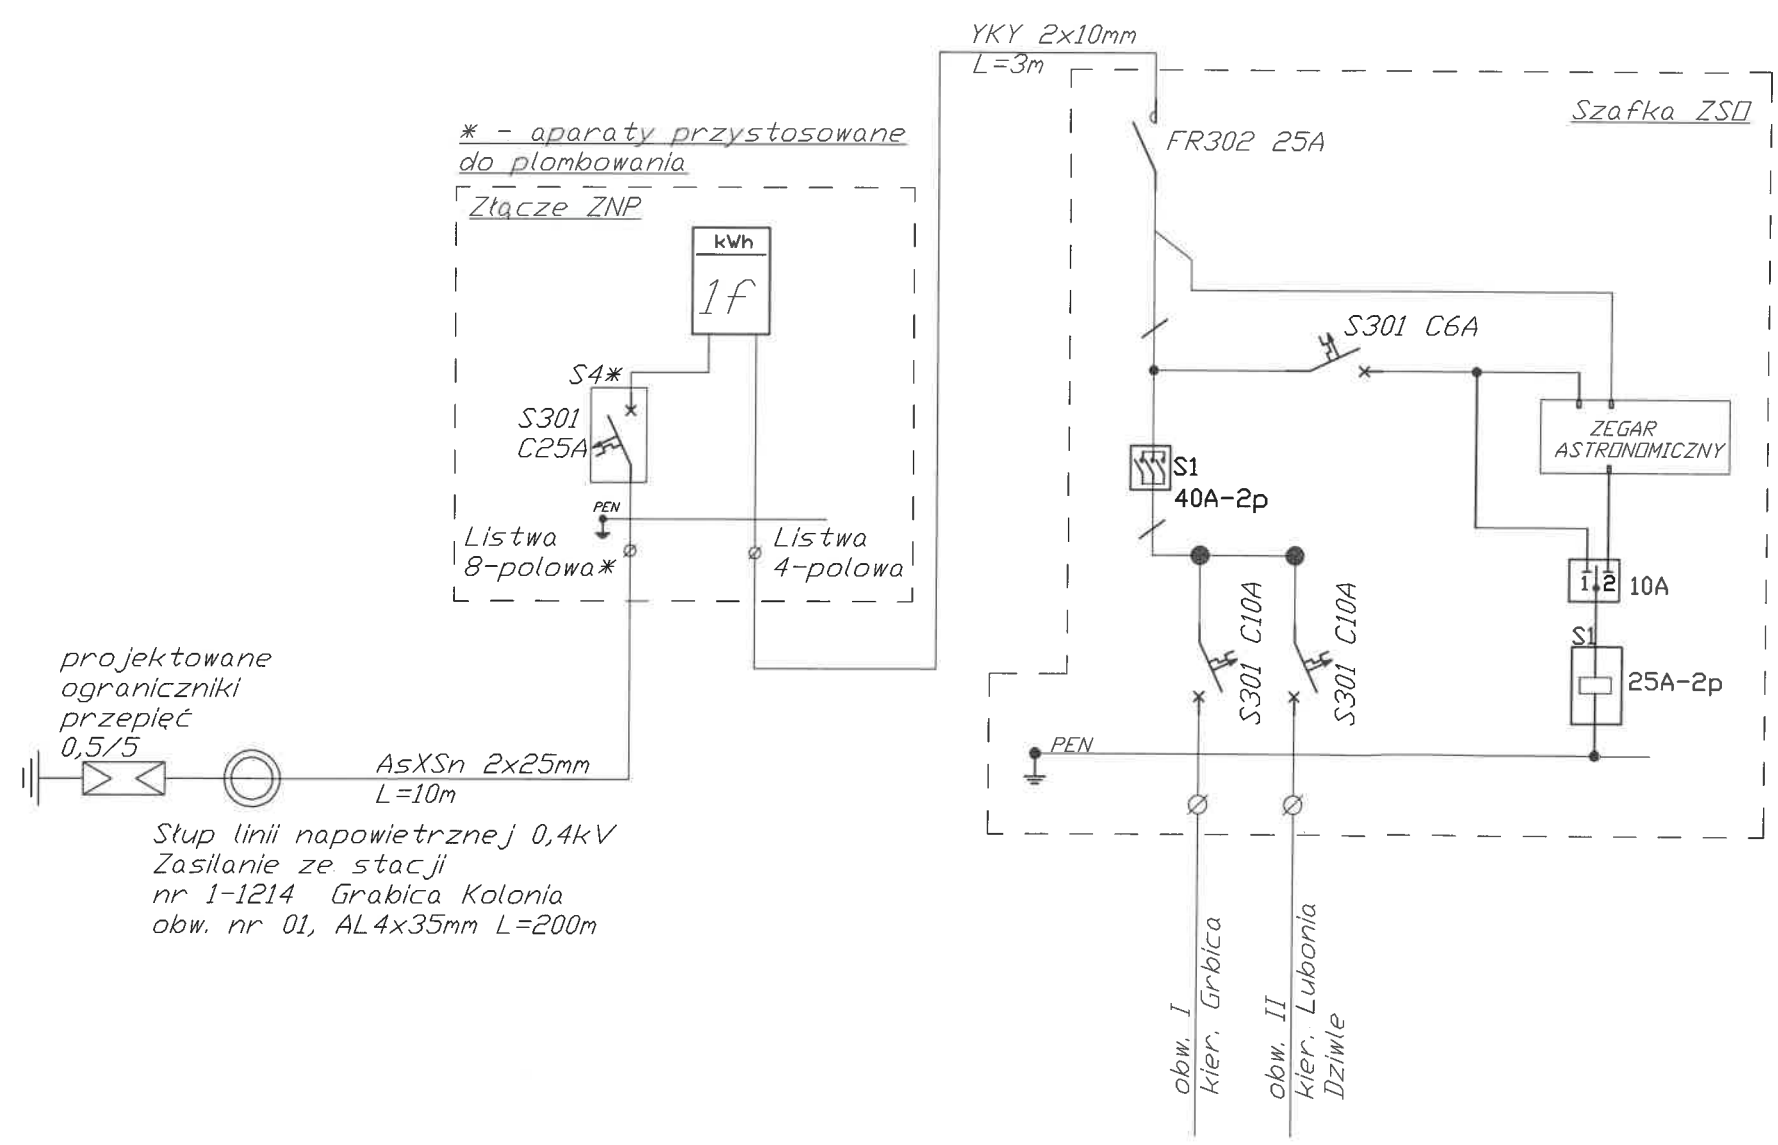 YKY 2x10mm
L=3m
Szafka ZSO
* - aparaty przystosowane
do plombowania
FR302 25A
Złącze ZNP
kWh
1f
S301 C6A
S4*
S301
C25A
ZEGAR
ASTRONOMICZNY
S1
40A-2p
PEN
Listwa
8-polowa*
Listwa
4-polowa
1 2
10A
S301 C10A
S301 C10A
S1
25A-2p
projektowane
ograniczniki
przepięć
0,5/5
PEN
AsXSn 2x25mm
L=10m
Słup linii napowietrznej 0,4kV
Zasilanie ze stacji
nr 1-1214 Grabica Kolonia
obw. nr 01, AL4x35mm L=200m
obw. I
kier. Grbica
obw. II
kier. Lubonia
Dziwle